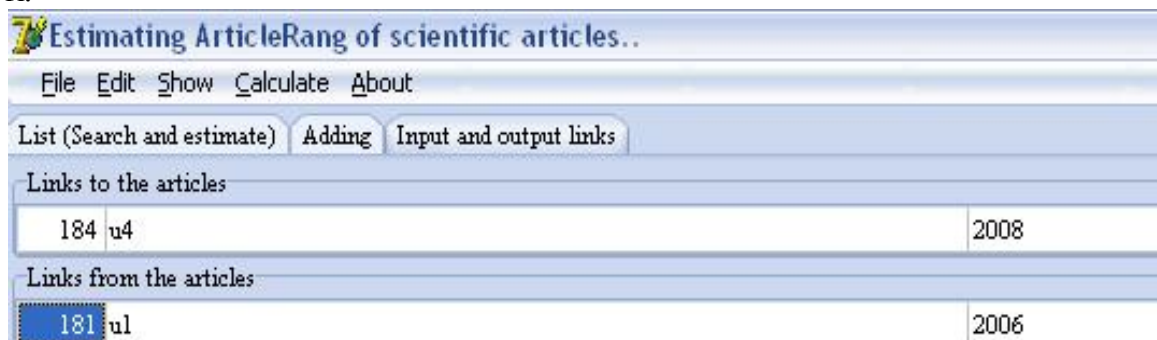 Estimating ArticleRang of scientific articles..
File Edit Show Calculate About
List (Search and estimate) Adding Input and output links
Links to the articles
184 u4 2008
Links from the articles
181 u1 2006